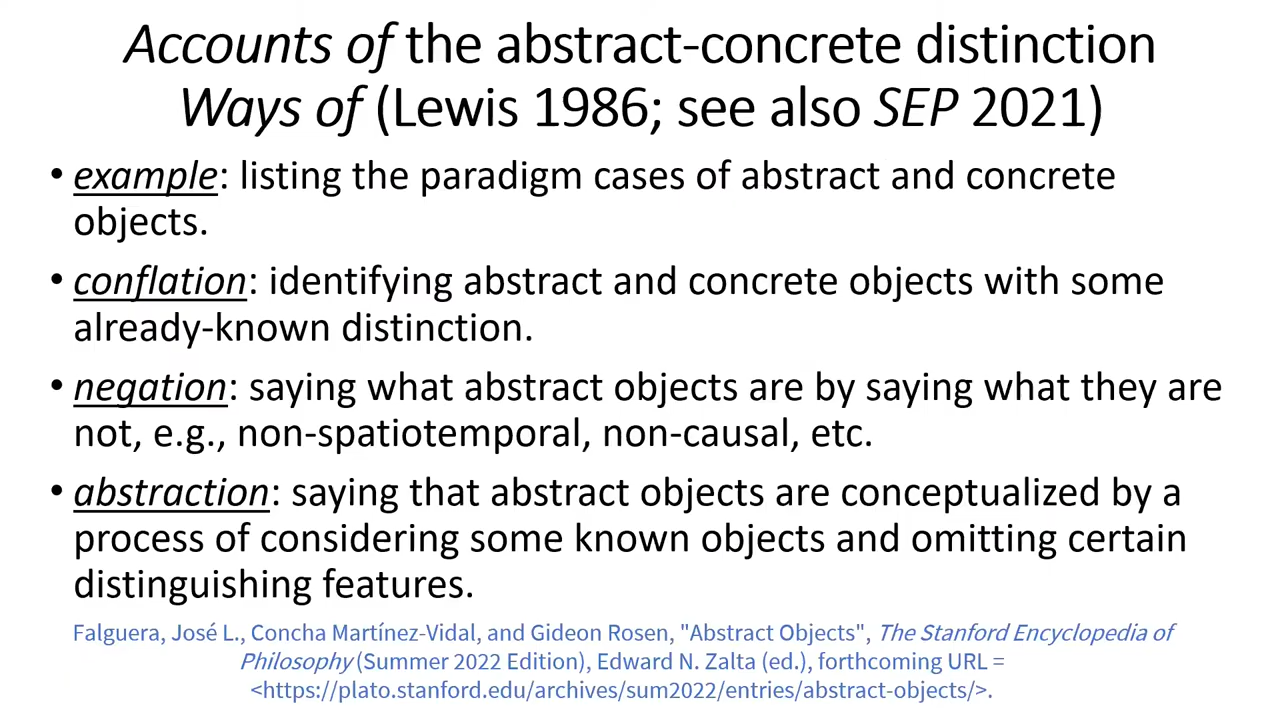 Accounts of the abstract-concrete distinction
Ways of (Lewis 1986; see also SEP 2021)
• example: listing the paradigm cases of abstract and concrete
objects.
• conflation: identifying abstract and concrete objects with some
already-known distinction.
• negation: saying what abstract objects are by saying what they are
not, e.g., non-spatiotemporal, non-causal, etc.
• abstraction: saying that abstract objects are conceptualized by a
process of considering some known objects and omitting certain
distinguishing features.
Falguera, José L., Concha Martínez-Vidal, and Gideon Rosen, "Abstract Objects", The Stanford Encyclopedia of
Philosophy (Summer 2022 Edition), Edward N. Zalta (ed.), forthcoming URL =
<https://plato.stanford.edu/archives/sum2022/entries/abstract-objects/>.